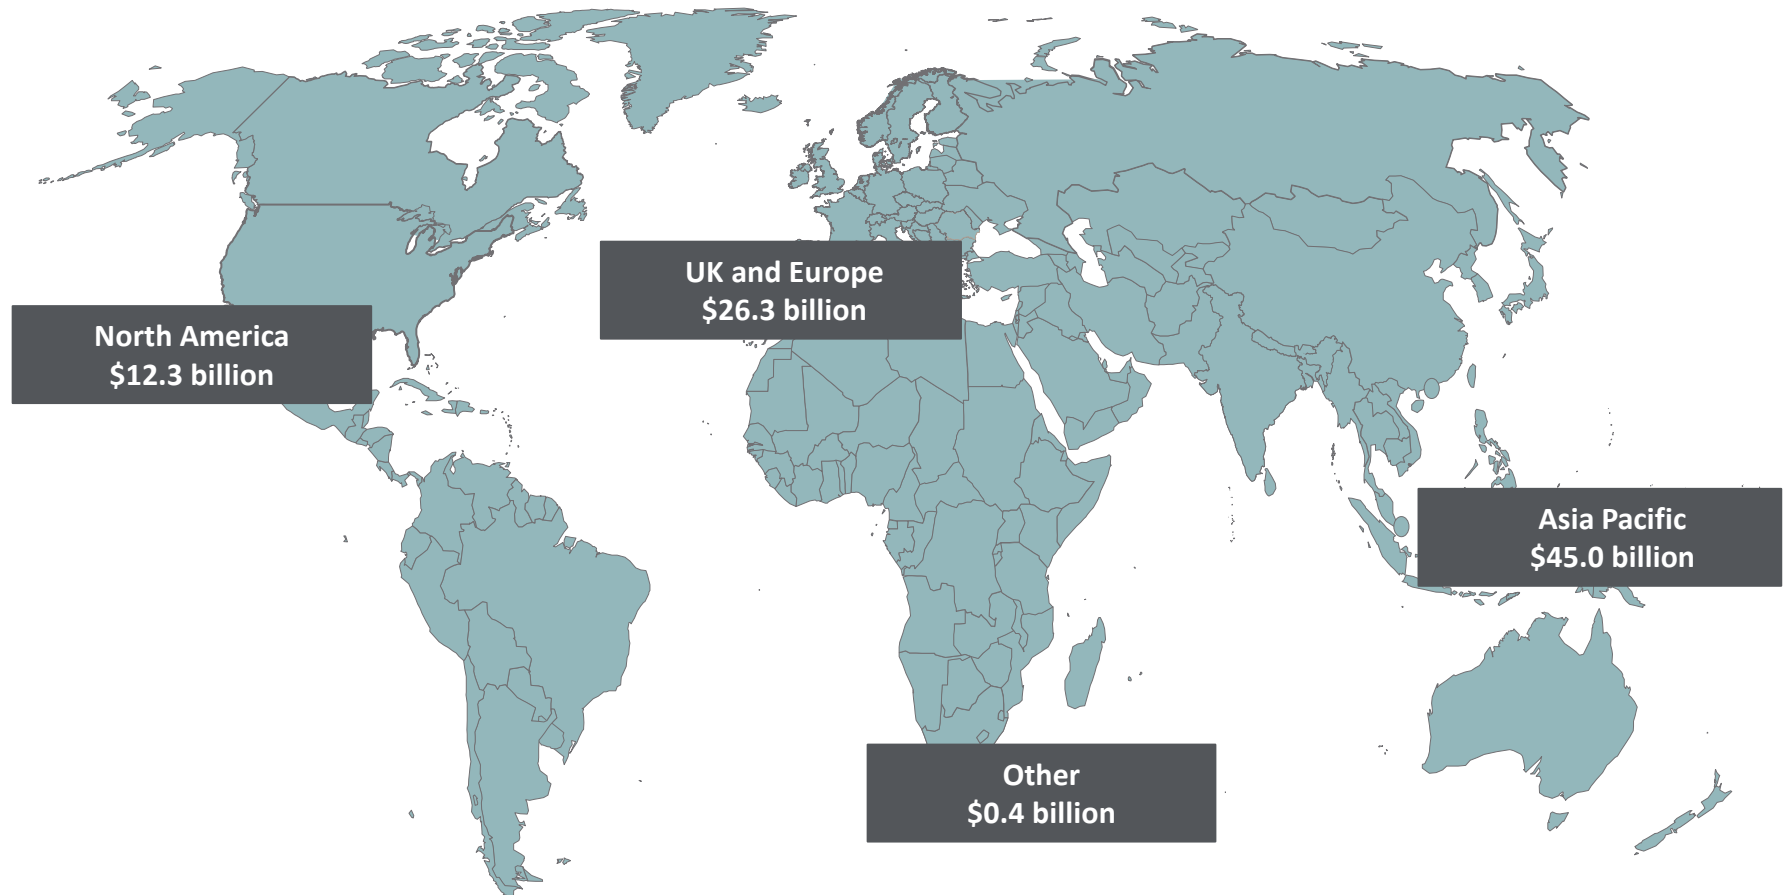 UK and Europe
$26.3 billion
North America
$12.3 billion
Asia Pacific
$45.0 billion
Other
$0.4 billion